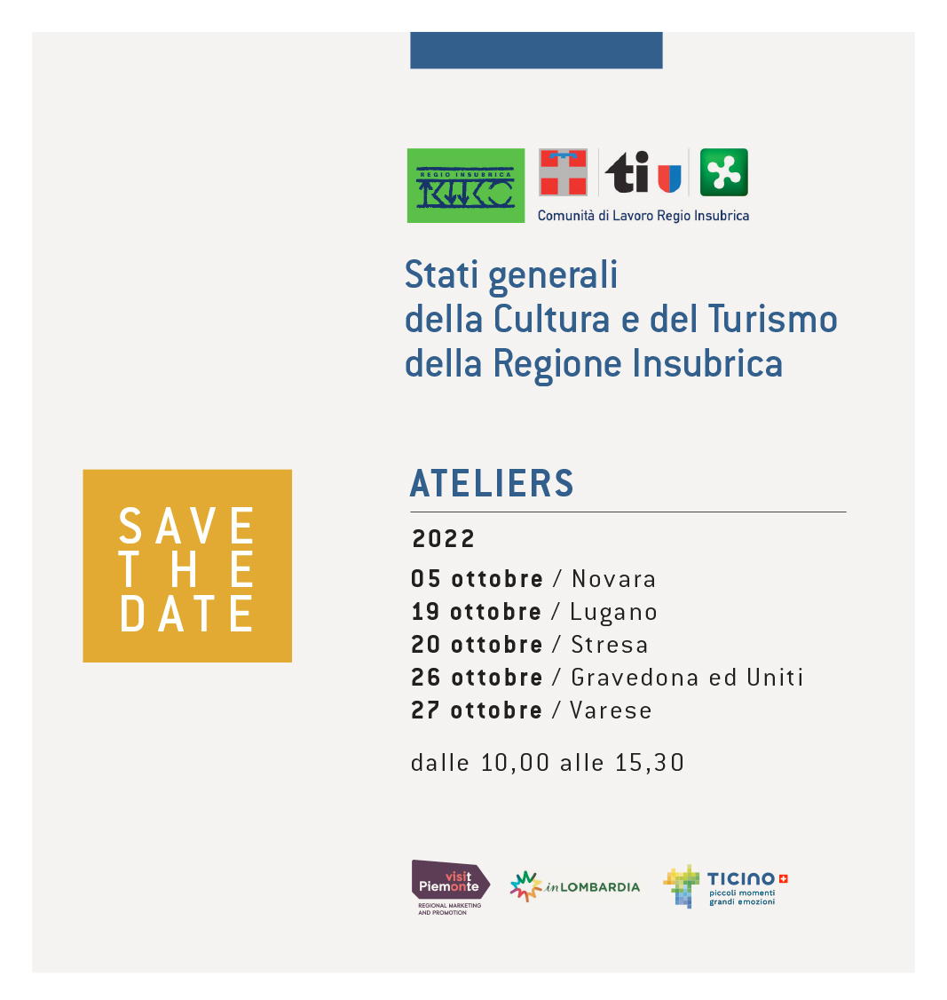 REGIO INSUBRICA
ti
Comunità di Lavoro Regio Insubrica
Stati generali
della Cultura e del Turismo
della Regione Insubrica
SAVE
THE
DATE
ATELIERS
2022
05 ottobre / Novara
19 ottobre / Lugano
20 ottobre / Stresa
26 ottobre / Gravedona ed Uniti
27 ottobre / Varese
dalle 10,00 alle 15,30
visit
Piemonte
REGIONAL MARKETING
AND PROMOTION
inLOMBARDIA
TICINO
piccoli momenti
grandi emozioni